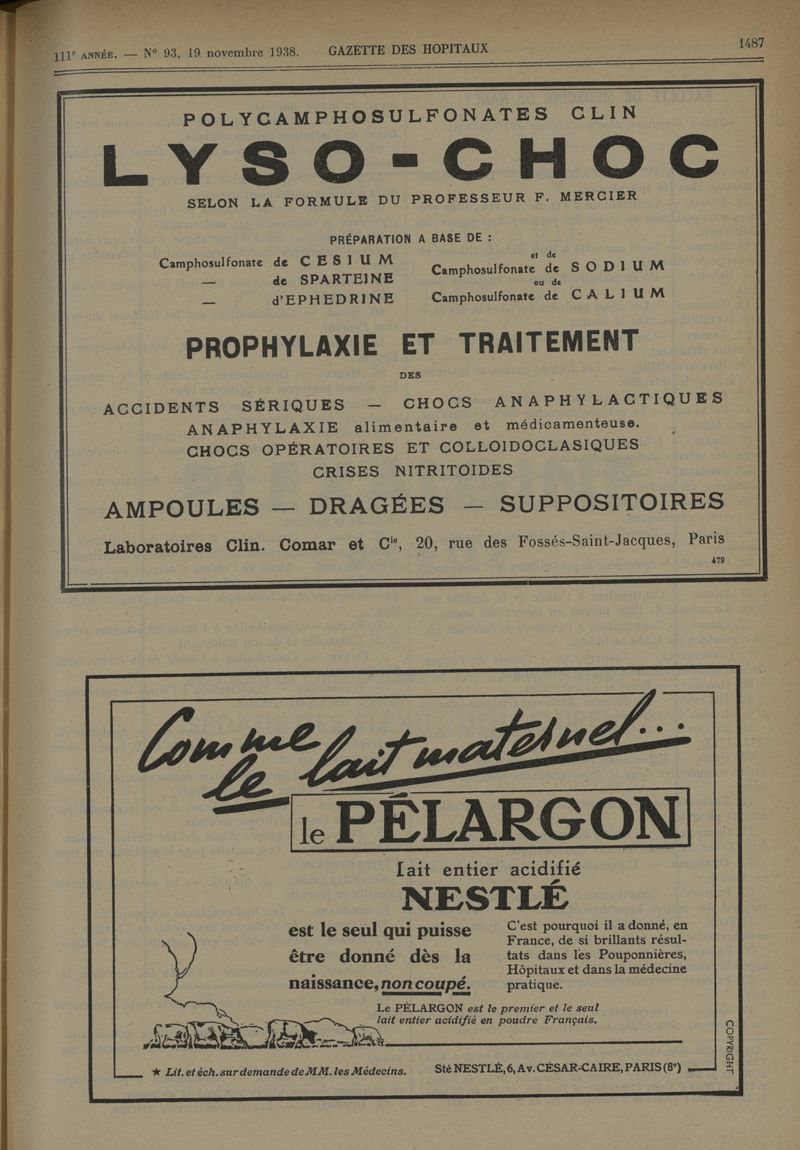 111e ANNÉE. — N° 93, 19 novembre 1938. GAZETTE DES HOPITAUX 1487
POLYCAMPHOSULFONATES CLIN
LYSO-CHOC
SELON LA FORMULE DU PROFESSEUR F. MERCIER
PRÉPARATION A BASE DE :
Camphosulfonate de CESIUM
— de SPARTEINE
— d'EPHEDRINE
et de
Camphosulfonate de SODIUM
ou de
Camphosulfonate de CALIUM
PROPHYLAXIE ET TRAITEMENT
DES
ACCIDENTS SÉRIQUES — CHOCS ANAPHYLACTIQUES
ANAPHYLAXIE alimentaire et médicamenteuse.
CHOCS OPÉRATOIRES ET COLLOIDOCLASIQUES
CRISES NITRITOIDES
AMPOULES — DRAGÉES — SUPPOSITOIRES
Laboratoires Clin. Comar et Cie, 20, rue des Fossés-Saint-Jacques, Paris
479
Comme
le lait maternel...
le PÉLARGON
lait entier acidifié
NESTLÉ
est le seul qui puisse
être donné dès la
naissance, non coupé.
C'est pourquoi il a donné, en
France, de si brillants résul-
tats dans les Pouponnières,
Hôpitaux et dans la médecine
pratique.
Le PÉLARGON est le premier et le seul
lait entier acidifié en poudre Français.
★ Lit. et éch. sur demande de MM. les Médecins.
Sté NESTLÉ, 6, Av. CÉSAR-CAIRE, PARIS (8e)
COPYRIGHT